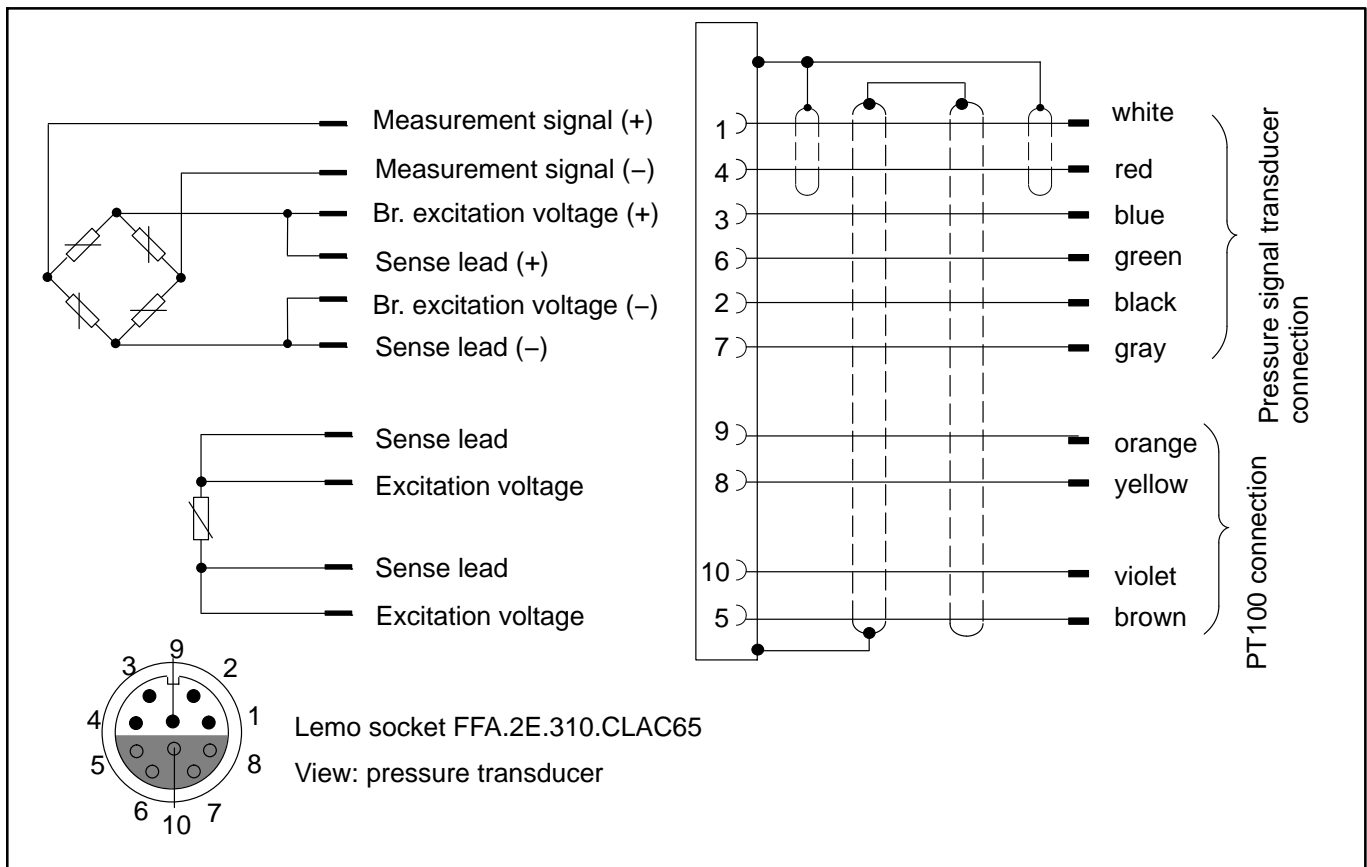 Measurement signal (+)
Measurement signal (−)
Br. excitation voltage (+)
Sense lead (+)
Br. excitation voltage (−)
Sense lead (−)
Sense lead
Excitation voltage
Sense lead
Excitation voltage
1
4
3
6
2
7
9
8
10
5
white
red
blue
green
black
gray
orange
yellow
violet
brown
Pressure signal transducer
connection
PT100 connection
9
3
2
4
1
5
8
6
7
10
Lemo socket FFA.2E.310.CLAC65
View: pressure transducer